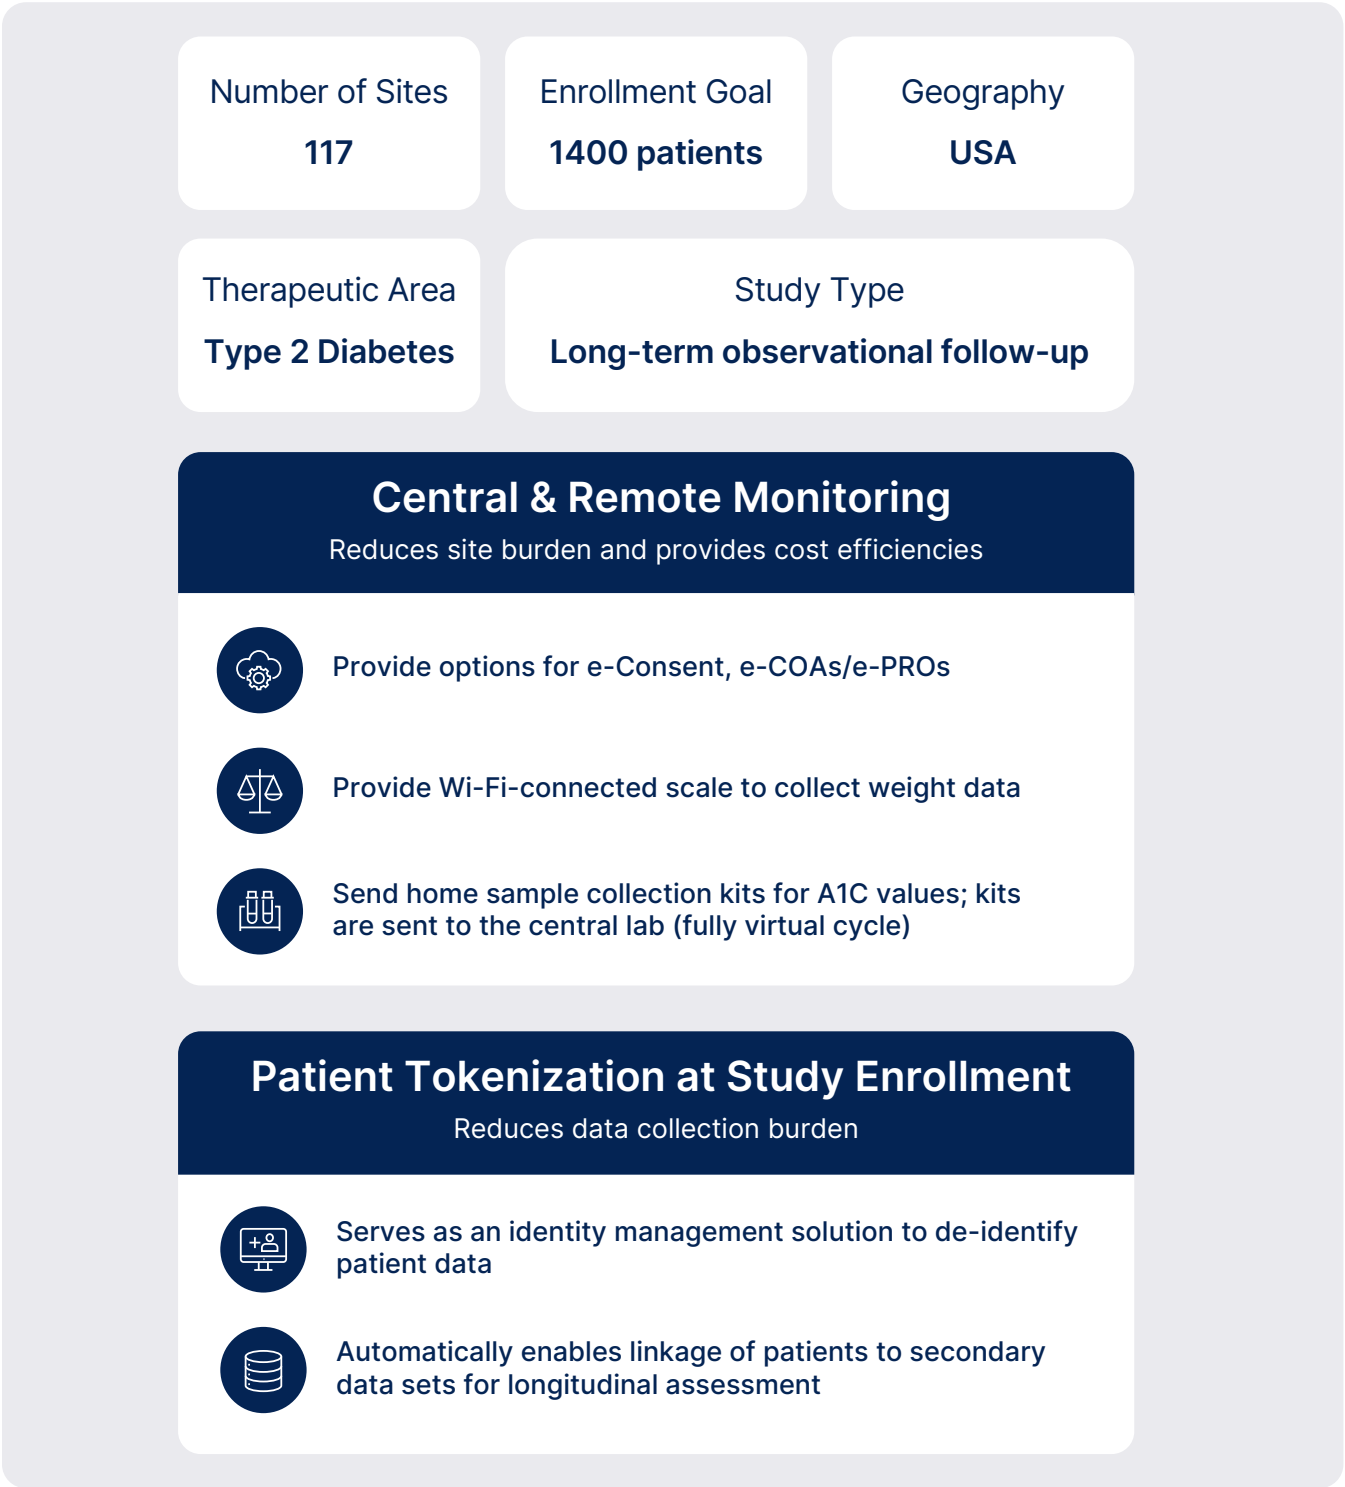 Number of Sites
117
Enrollment Goal
1400 patients
Geography
USA
Therapeutic Area
Type 2 Diabetes
Study Type
Long-term observational follow-up
Central & Remote Monitoring
Reduces site burden and provides cost efficiencies
Provide options for e-Consent, e-COAs/e-PROs
Provide Wi-Fi-connected scale to collect weight data
Send home sample collection kits for A1C values; kits
are sent to the central lab (fully virtual cycle)
Patient Tokenization at Study Enrollment
Reduces data collection burden
Serves as an identity management solution to de-identify
patient data
Automatically enables linkage of patients to secondary
data sets for longitudinal assessment